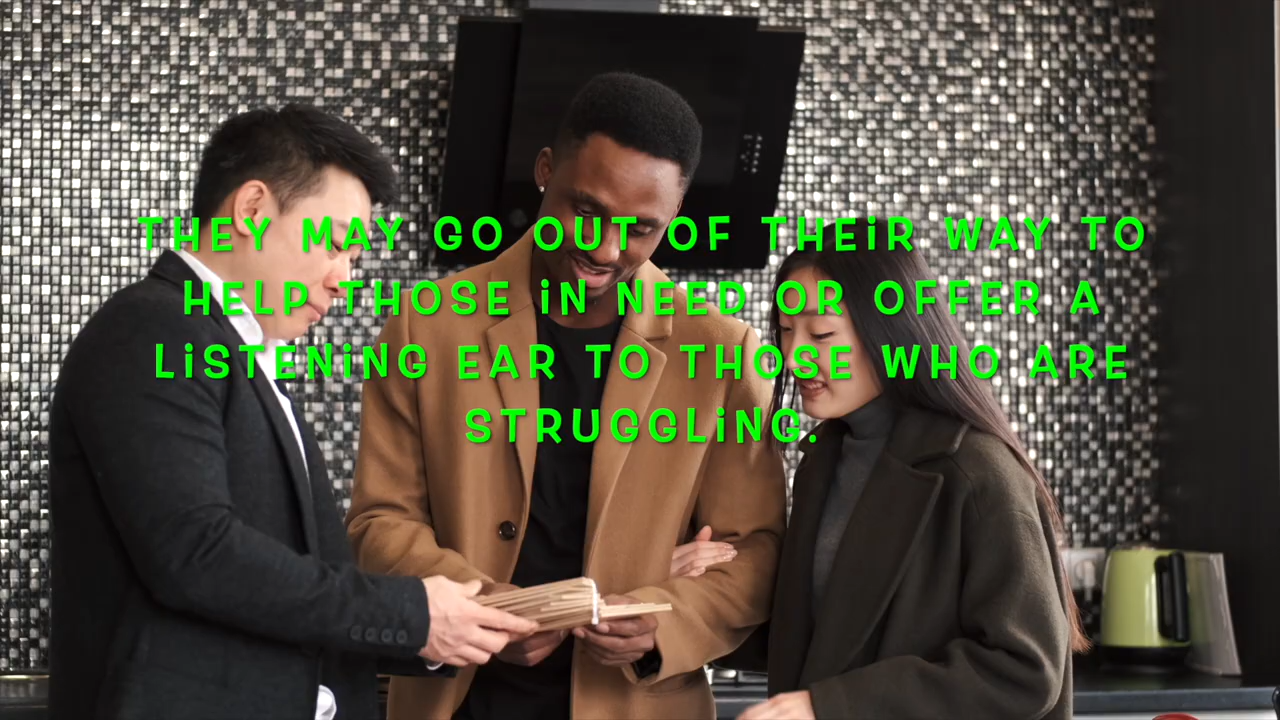 THEY MAY GO OUT OF THEiR WAY TO
HELP THOSE iN NEED OR OFFER A
LiSTENiNG EAR TO THOSE WHO ARE
STRUGGLiNG.